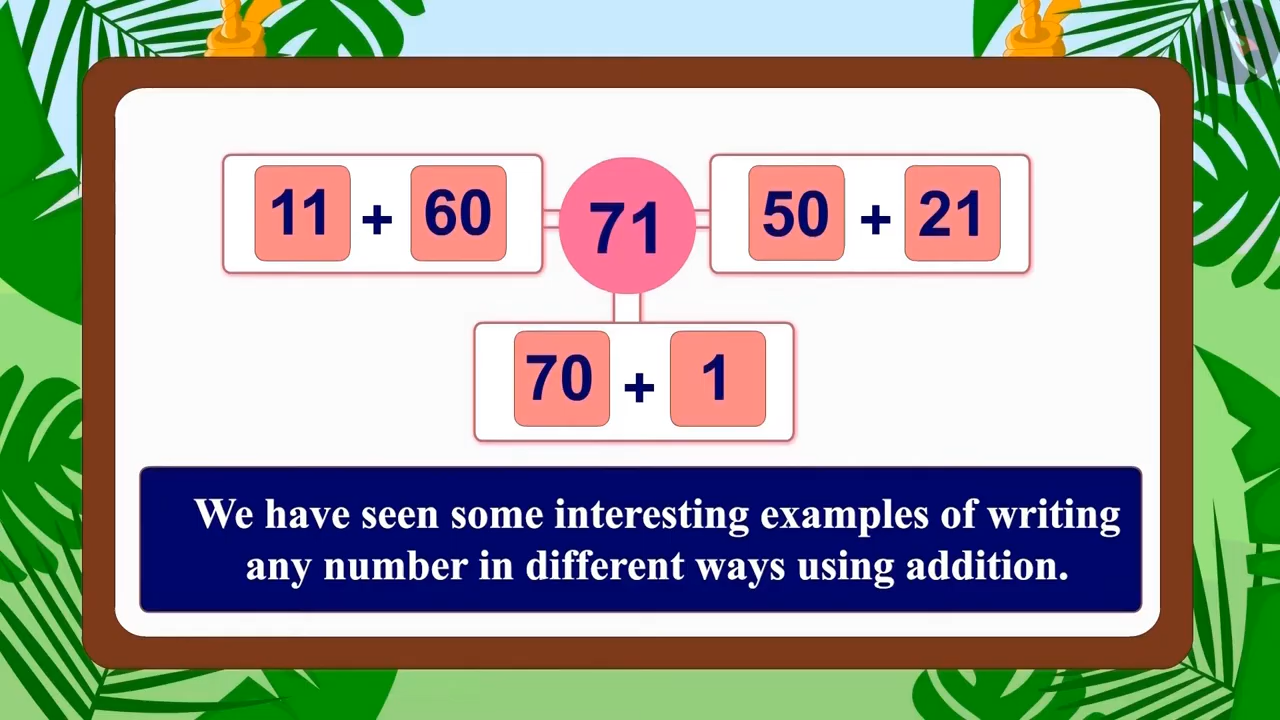 11 + 60
71
50 + 21
70 + 1
We have seen some interesting examples of writing
any number in different ways using addition.